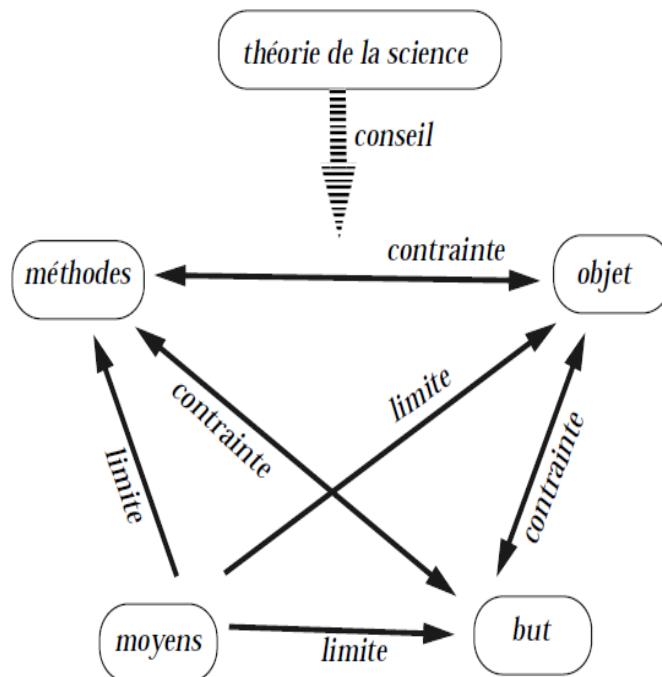 théorie de la science
conseil
contrainte
méthodes
objet
limite
contrainte
limite
contrainte
moyens
limite
but